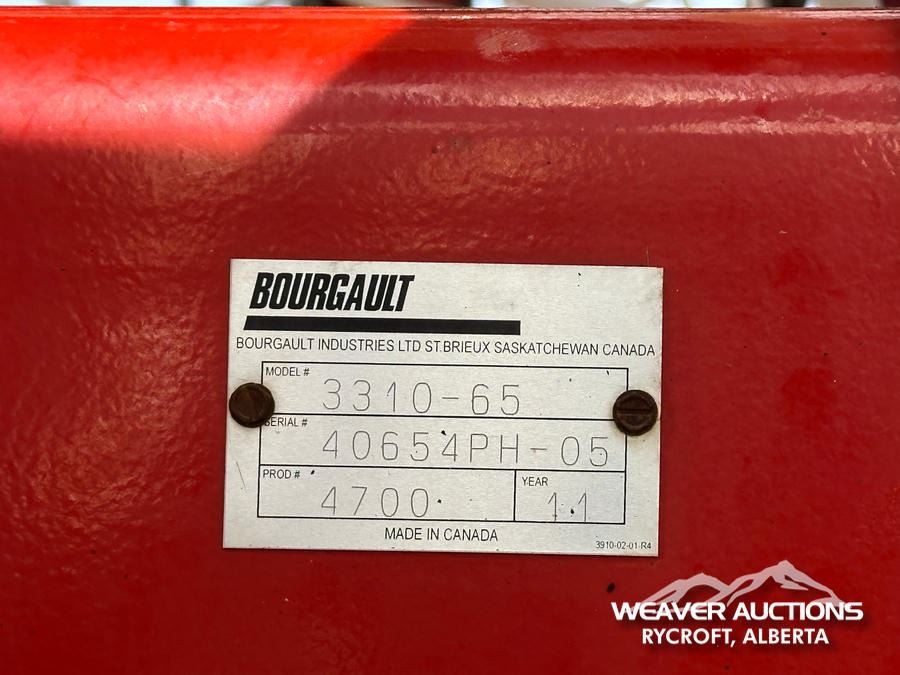 BOURGAULT
BOURGAULT INDUSTRIES LTD ST.BRIEUX SASKATCHEWAN CANADA
MODEL #
3310-65
SERIAL #
40654PH-05
PROD #
4700
YEAR
11
MADE IN CANADA
3910-02-01-R4
WEAVER AUCTIONS
RYCROFT, ALBERTA